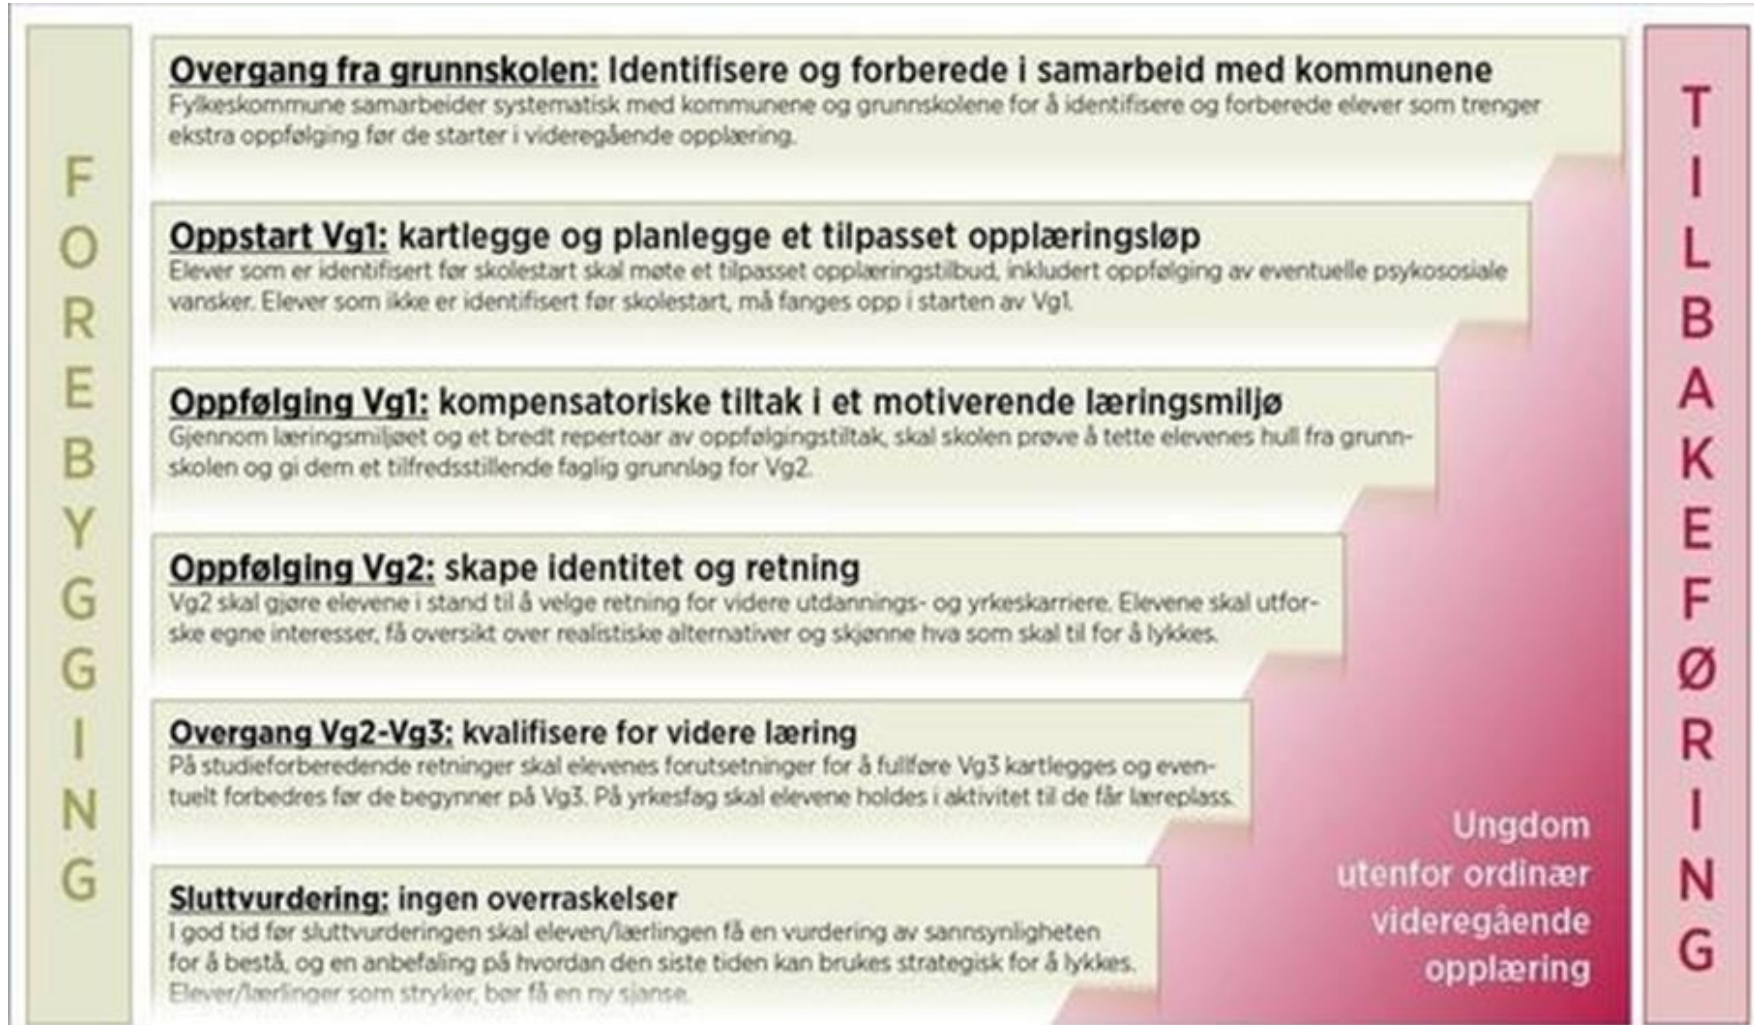 FOREBYGGING
Overgang fra grunnskolen: Identifisere og forberede i samarbeid med kommunene
Fylkeskommune samarbeider systematisk med kommunene og grunnskolene for å identifisere og forberede elever som trenger
ekstra oppfølging før de starter i videregående opplæring.
Oppstart Vg1: kartlegge og planlegge et tilpasset opplæringsløp
Elever som er identifisert før skolestart skal møte et tilpasset opplæringstilbud, inkludert oppfølging av eventuelle psykososiale
vansker. Elever som ikke er identifisert før skolestart, må fanges opp i starten av Vg1.
Oppfølging Vg1: kompensatoriske tiltak i et motiverende læringsmiljø
Gjennom læringsmiljøet og et bredt repertoar av oppfølgingstiltak, skal skolen prøve å tette elevenes hull fra grunn-
skolen og gi dem et tilfredsstillende faglig grunnlag for Vg2.
Oppfølging Vg2: skape identitet og retning
Vg2 skal gjøre elevene i stand til å velge retning for videre utdannings- og yrkeskarriere. Elevene skal utfor-
ske egne interesser, få oversikt over realistiske alternativer og skjønne hva som skal til for å lykkes.
Overgang Vg2-Vg3: kvalifisere for videre læring
På studieforberedende retninger skal elevenes forutsetninger for å fullføre Vg3 kartlegges og even-
tuelt forbedres før de begynner på Vg3. På yrkesfag skal elevene holdes i aktivitet til de får læreplass.
Sluttvurdering: ingen overraskelser
I god tid før sluttvurderingen skal eleven/lærlingen få en vurdering av sannsynligheten
for å bestå, og en anbefaling på hvordan den siste tiden kan brukes strategisk for å lykkes.
Elever/lærlinger som stryker, bør få en ny sjanse.
Ungdom
utenfor ordinær
videregående
opplæring
TILBAKEFØRING